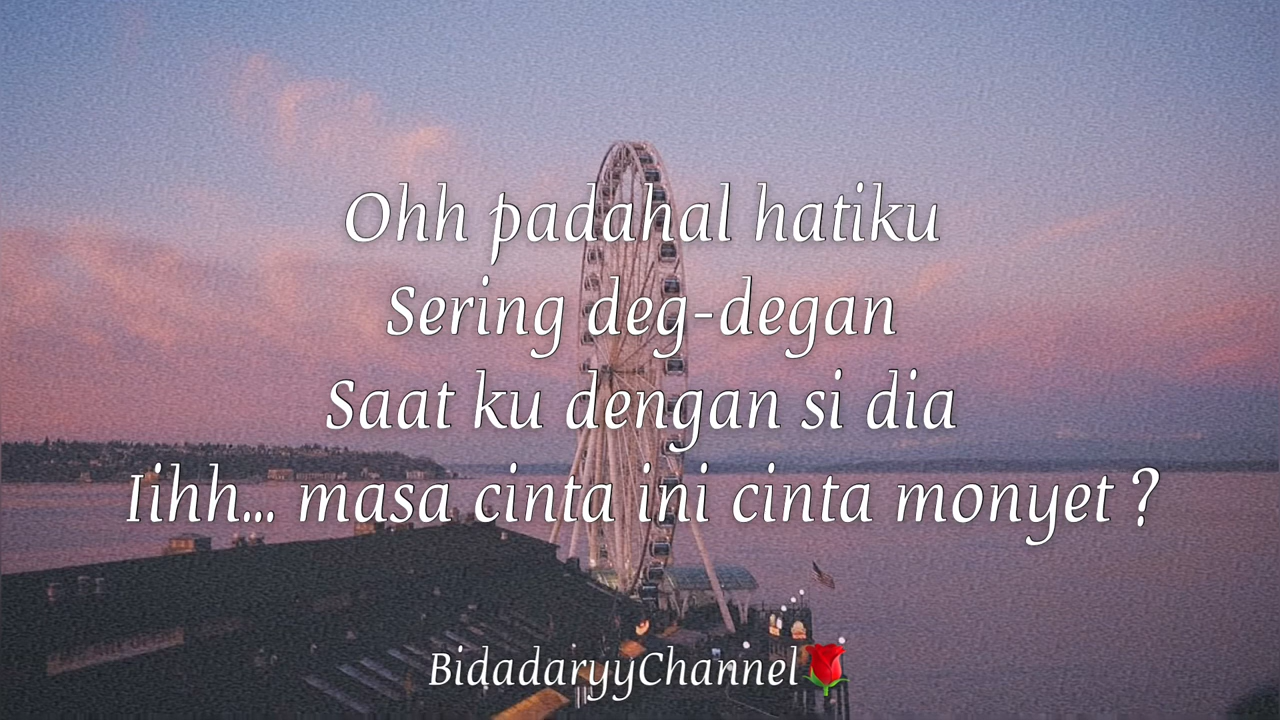 Ohh padahal hatiku
Sering deg-degan
Saat ku dengan si dia
Iihh... masa cinta ini cinta monyet ?
BidadaryyChannel🌹